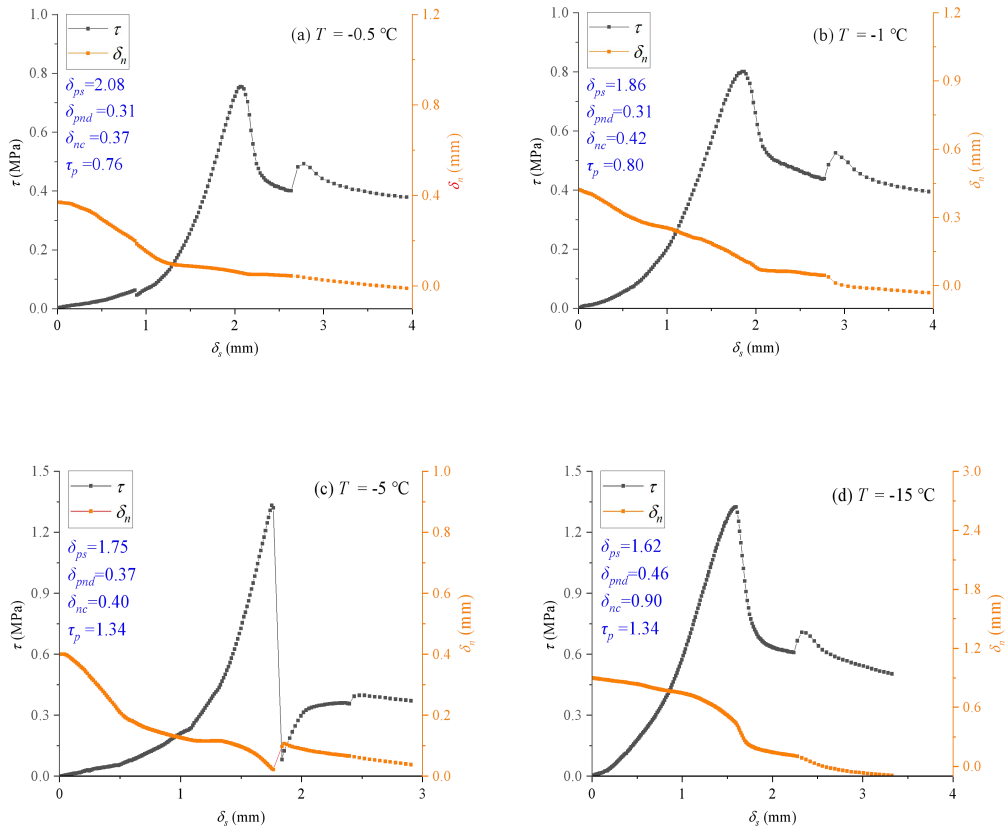 (a) T = -0.5 °C
τ
δn
δps=2.08
δpnd=0.31
δnc=0.37
τp=0.76
1.0
0.8
0.6
0.4
0.2
0.0
τ (MPa)
1.2
0.8
0.4
0.0
δn (mm)
0 1 2 3 4
δs (mm)
(b) T = -1 °C
τ
δn
δps=1.86
δpnd=0.31
δnc=0.42
τp=0.80
1.0
0.8
0.6
0.4
0.2
0.0
τ (MPa)
1.2
0.9
0.6
0.3
0.0
δn (mm)
0 1 2 3 4
δs (mm)
(c) T = -5 °C
τ
δn
δps=1.75
δpnd=0.37
δnc=0.40
τp=1.34
1.5
1.2
0.9
0.6
0.3
0.0
τ (MPa)
1.0
0.8
0.6
0.4
0.2
0.0
δn (mm)
0 1 2 3
δs (mm)
(d) T = -15 °C
τ
δn
δps=1.62
δpnd=0.46
δnc=0.90
τp=1.34
1.5
1.2
0.9
0.6
0.3
0.0
τ (MPa)
3.0
2.4
1.8
1.2
0.6
0.0
δn (mm)
0 1 2 3 4
δs (mm)